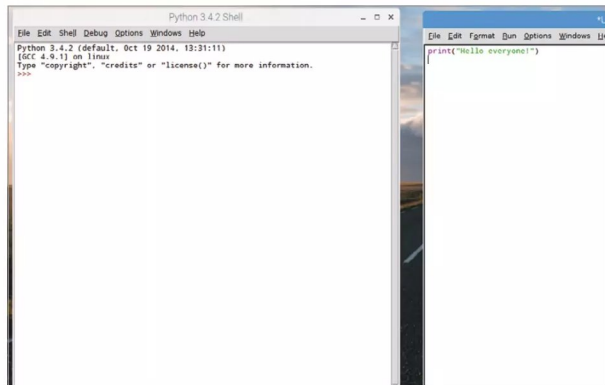 Python 3.4.2 Shell
File Edit Shell Debug Options Windows Help
Python 3.4.2 (default, Oct 19 2014, 13:31:11)
[GCC 4.9.1] on linux
Type "copyright", "credits" or "license()" for more information.
>>>
File Edit Format Run Options Windows
print("Hello everyone!")